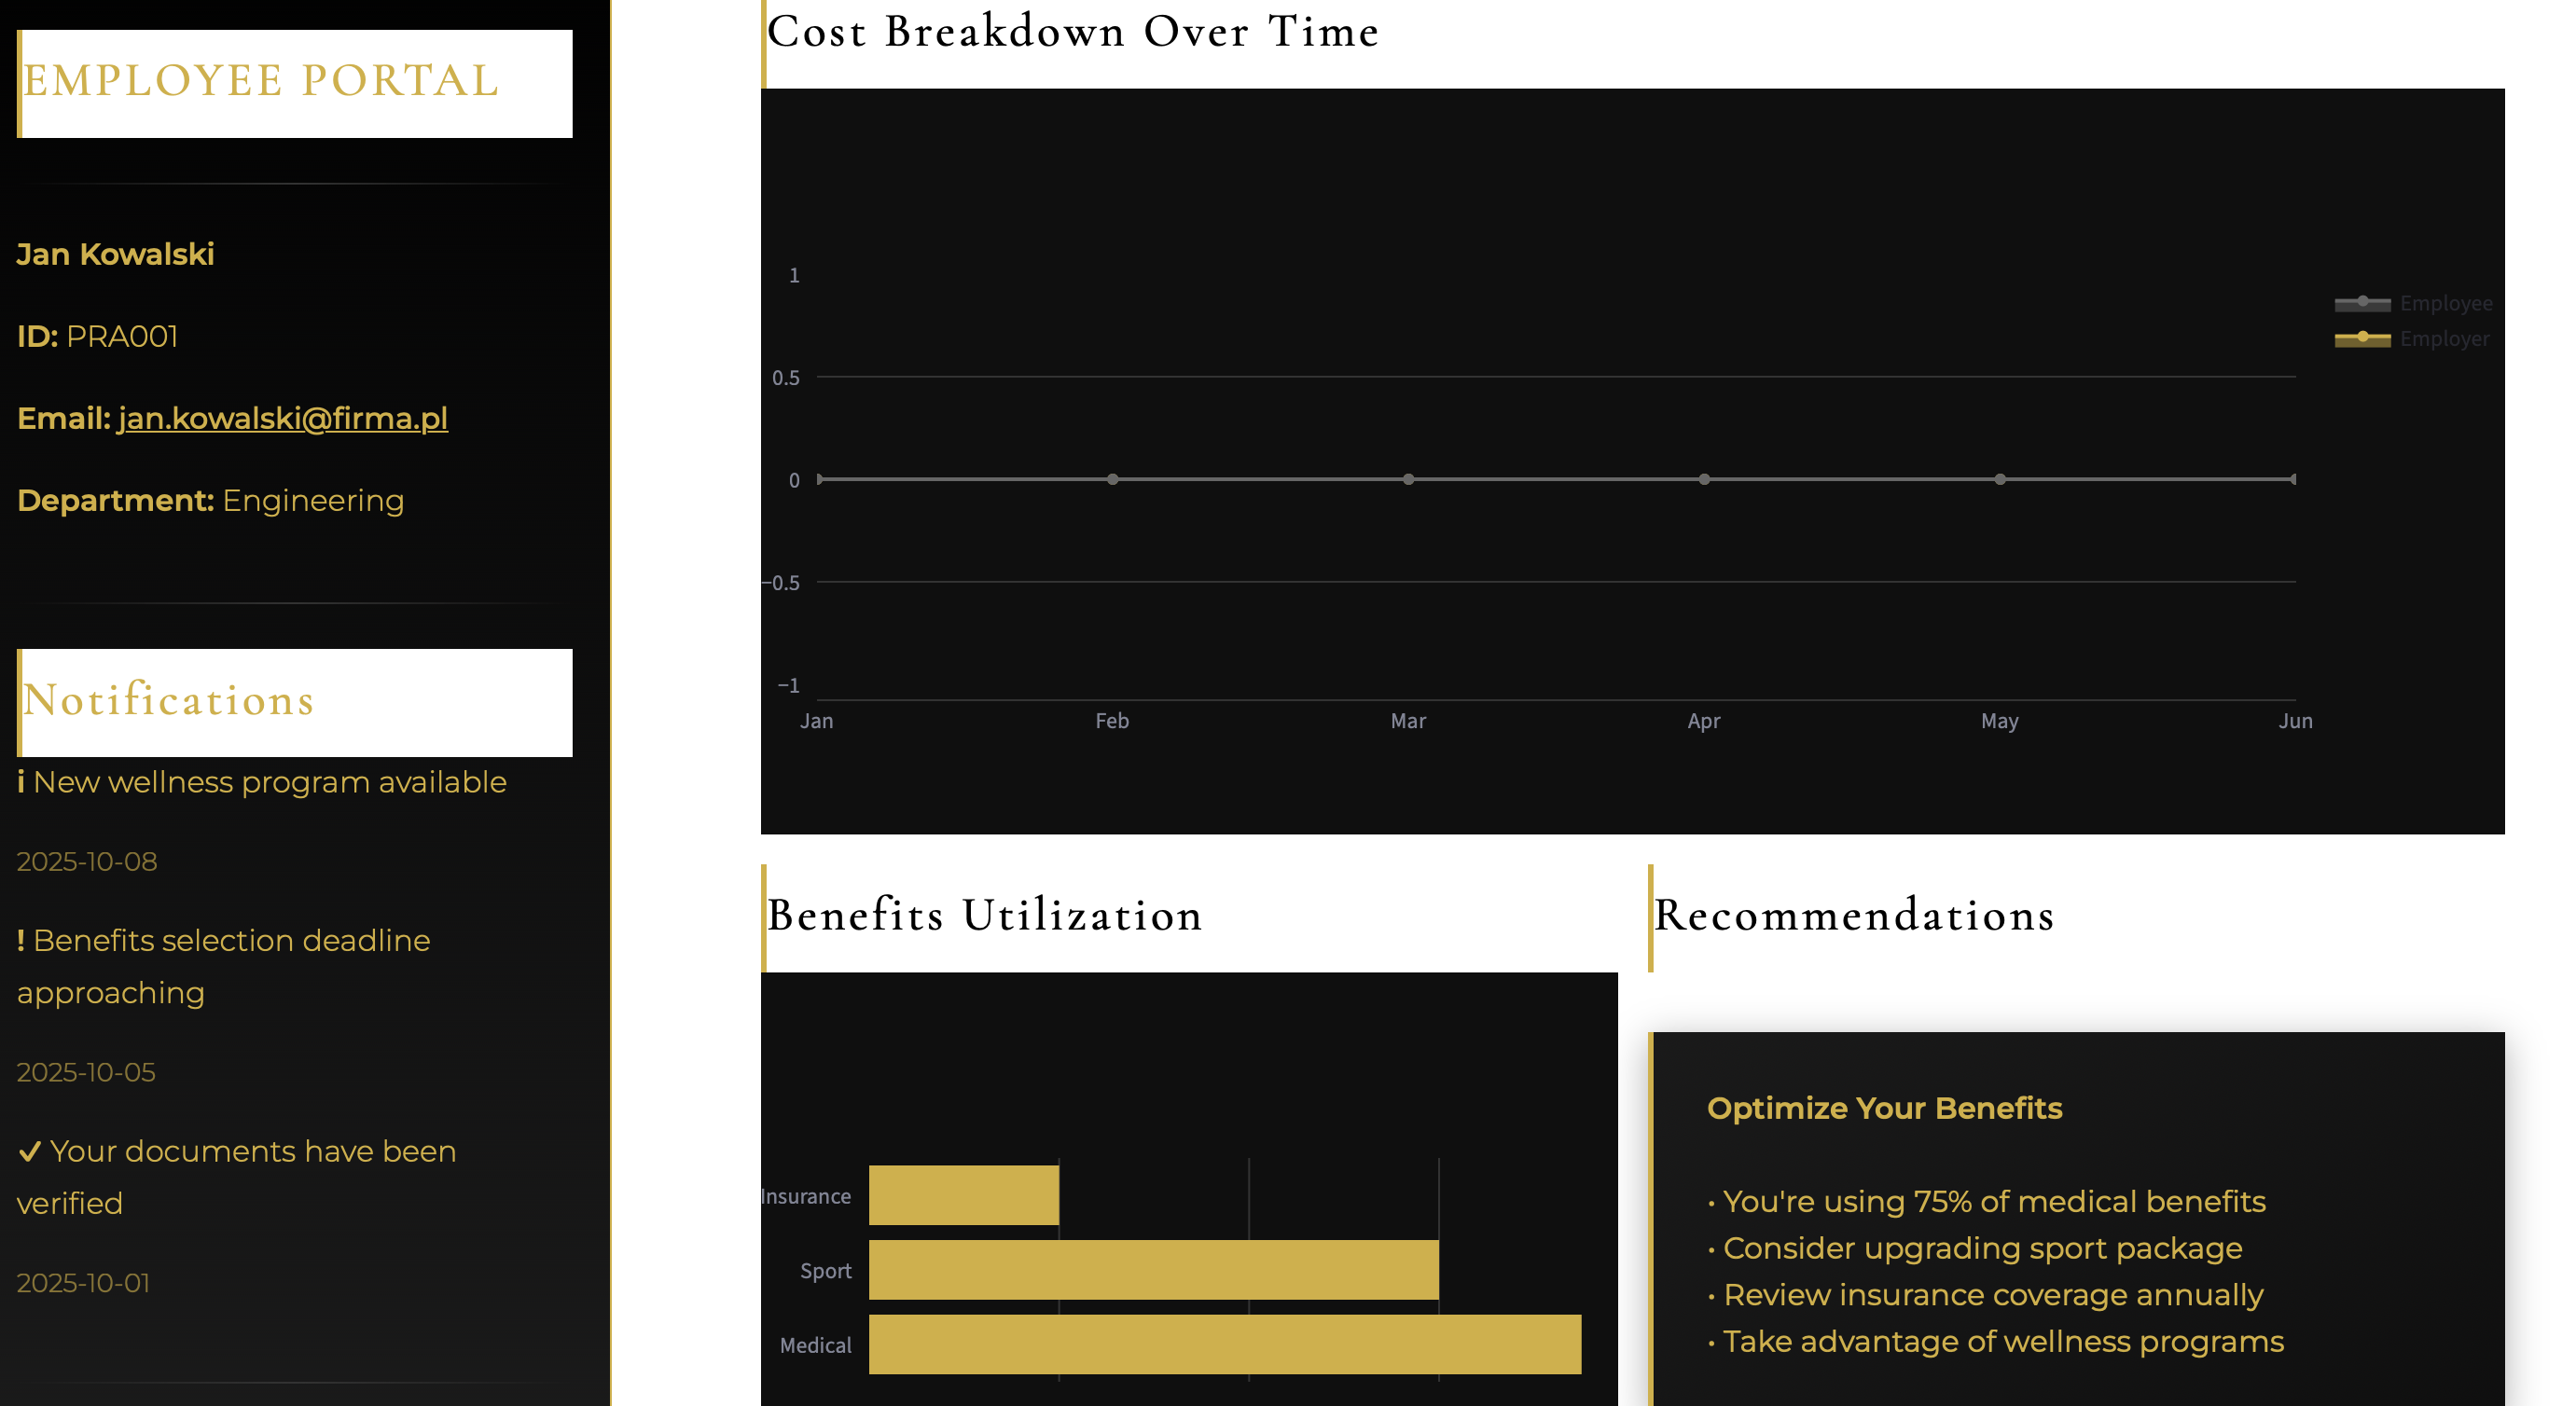 EMPLOYEE PORTAL
Jan Kowalski
ID: PRA001
Email: jan.kowalski@firma.pl
Department: Engineering
Notifications
i New wellness program available
2025-10-08
! Benefits selection deadline
approaching
2025-10-05
✓ Your documents have been
verified
2025-10-01
Cost Breakdown Over Time
1
0.5
0
−0.5
−1
Jan Feb Mar Apr May Jun
Employee
Employer
Benefits Utilization
Insurance
Sport
Medical
Recommendations
Optimize Your Benefits
• You're using 75% of medical benefits
• Consider upgrading sport package
• Review insurance coverage annually
• Take advantage of wellness programs